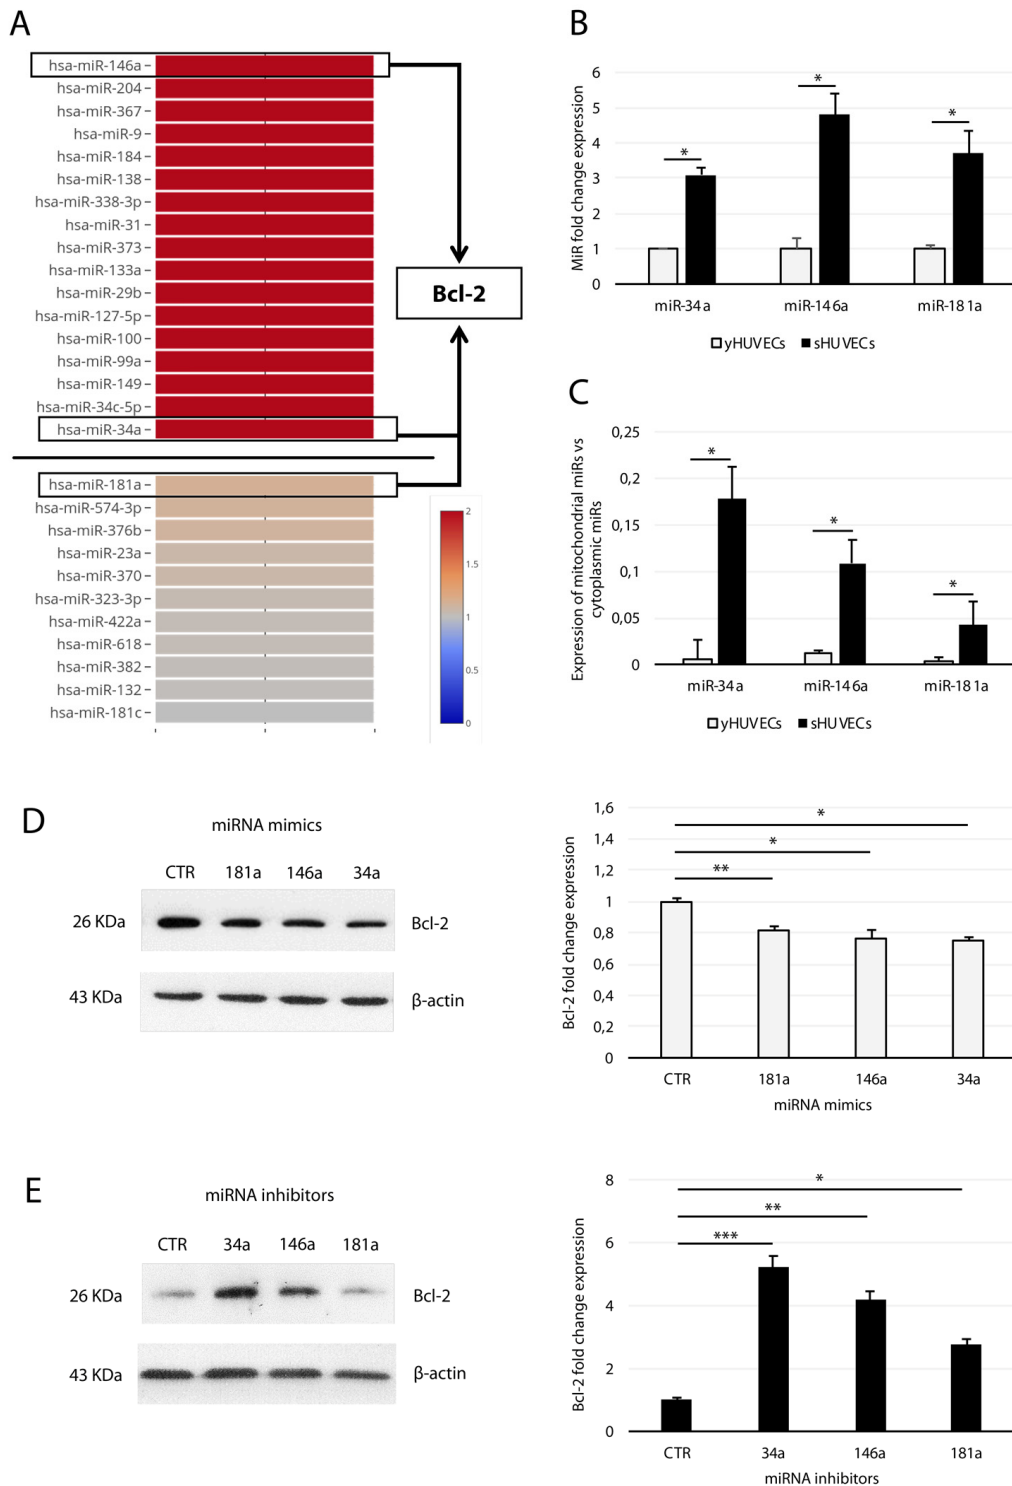 A
hsa-miR-146a
hsa-miR-204
hsa-miR-367
hsa-miR-9
hsa-miR-184
hsa-miR-138
hsa-miR-338-3p
hsa-miR-31
hsa-miR-373
hsa-miR-133a
hsa-miR-29b
hsa-miR-127-5p
hsa-miR-100
hsa-miR-99a
hsa-miR-149
hsa-miR-34c-5p
hsa-miR-34a
hsa-miR-181a
hsa-miR-574-3p
hsa-miR-376b
hsa-miR-23a
hsa-miR-370
hsa-miR-323-3p
hsa-miR-422a
hsa-miR-618
hsa-miR-382
hsa-miR-132
hsa-miR-181c
Bcl-2
2
1.5
1
0.5
0
B
MiR fold change expression
6
5
4
3
2
1
0
*
*
*
miR-34a miR-146a miR-181a
yHUVECs sHUVECs
C
Expression of mitochondrial miRs vs
cytoplasmic miRs
0,25
0,2
0,15
0,1
0,05
0
*
*
*
miR-34a miR-146a miR-181a
yHUVECs sHUVECs
D
miRNA mimics
CTR 181a 146a 34a
26 KDa Bcl-2
43 KDa β-actin
Bcl-2 fold change expression
1,6
1,4
1,2
1
0,8
0,6
0,4
0,2
0
*
*
**
CTR 181a 146a 34a
miRNA mimics
E
miRNA inhibitors
CTR 34a 146a 181a
26 KDa Bcl-2
43 KDa β-actin
Bcl-2 fold change expression
8
6
4
2
0
*
**
***
CTR 34a 146a 181a
miRNA inhibitors